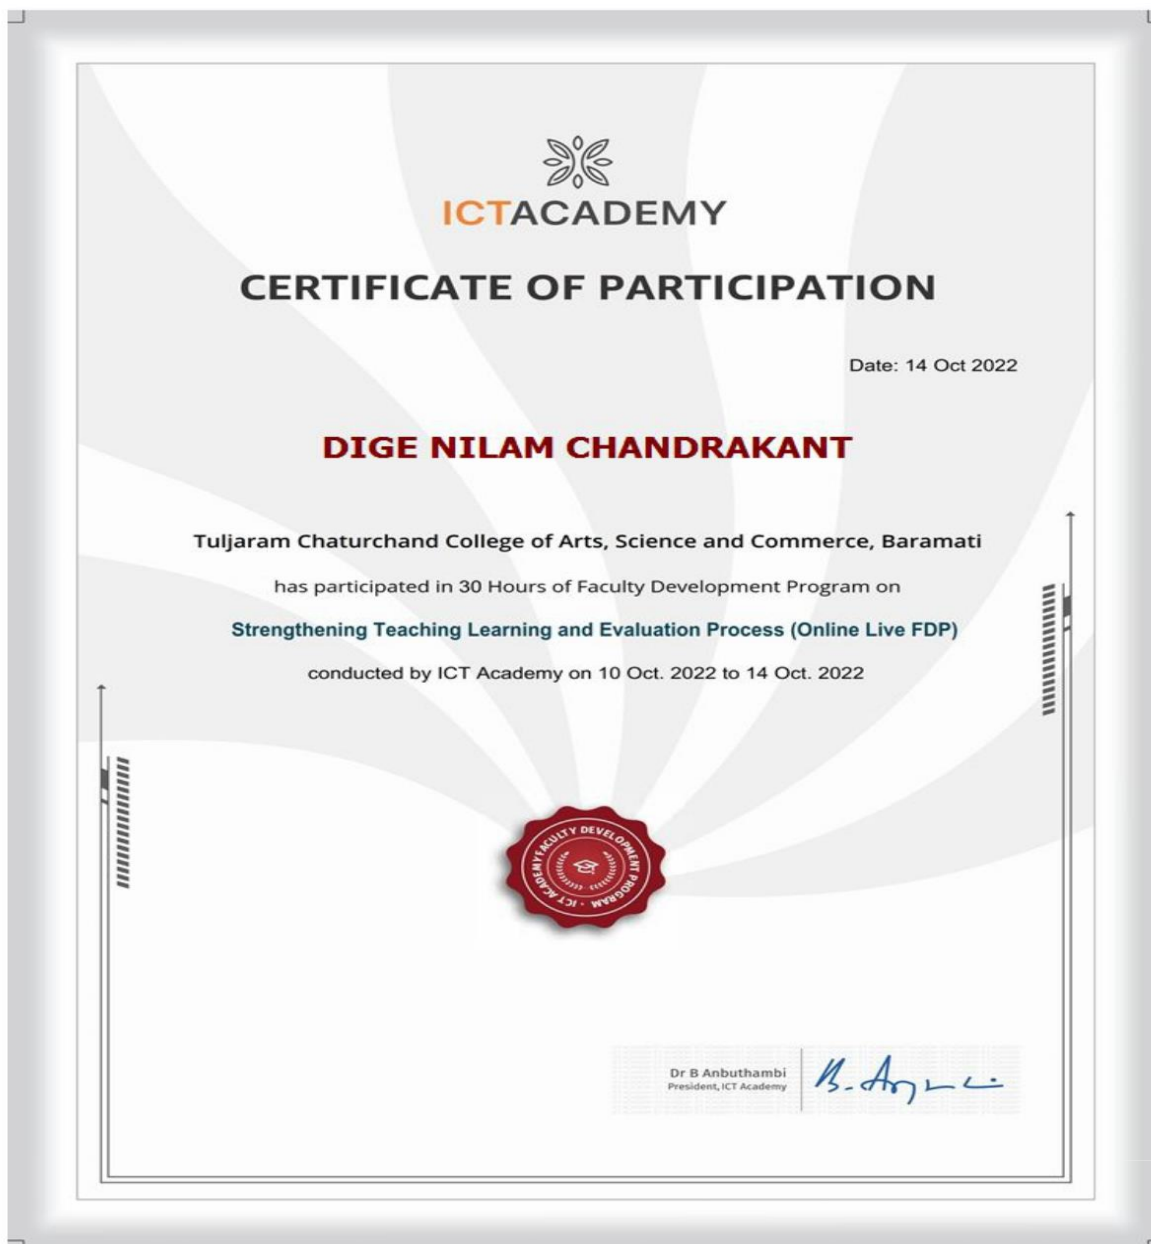 ICTACADEMY
CERTIFICATE OF PARTICIPATION
Date: 14 Oct 2022
DIGE NILAM CHANDRAKANT
Tuljaram Chaturchand College of Arts, Science and Commerce, Baramati
has participated in 30 Hours of Faculty Development Program on
Strengthening Teaching Learning and Evaluation Process (Online Live FDP)
conducted by ICT Academy on 10 Oct. 2022 to 14 Oct. 2022
FACULTY DEVELOPMENT PROGRAM · ICT ACADEMY
Dr B Anbuthambi
President, ICT Academy